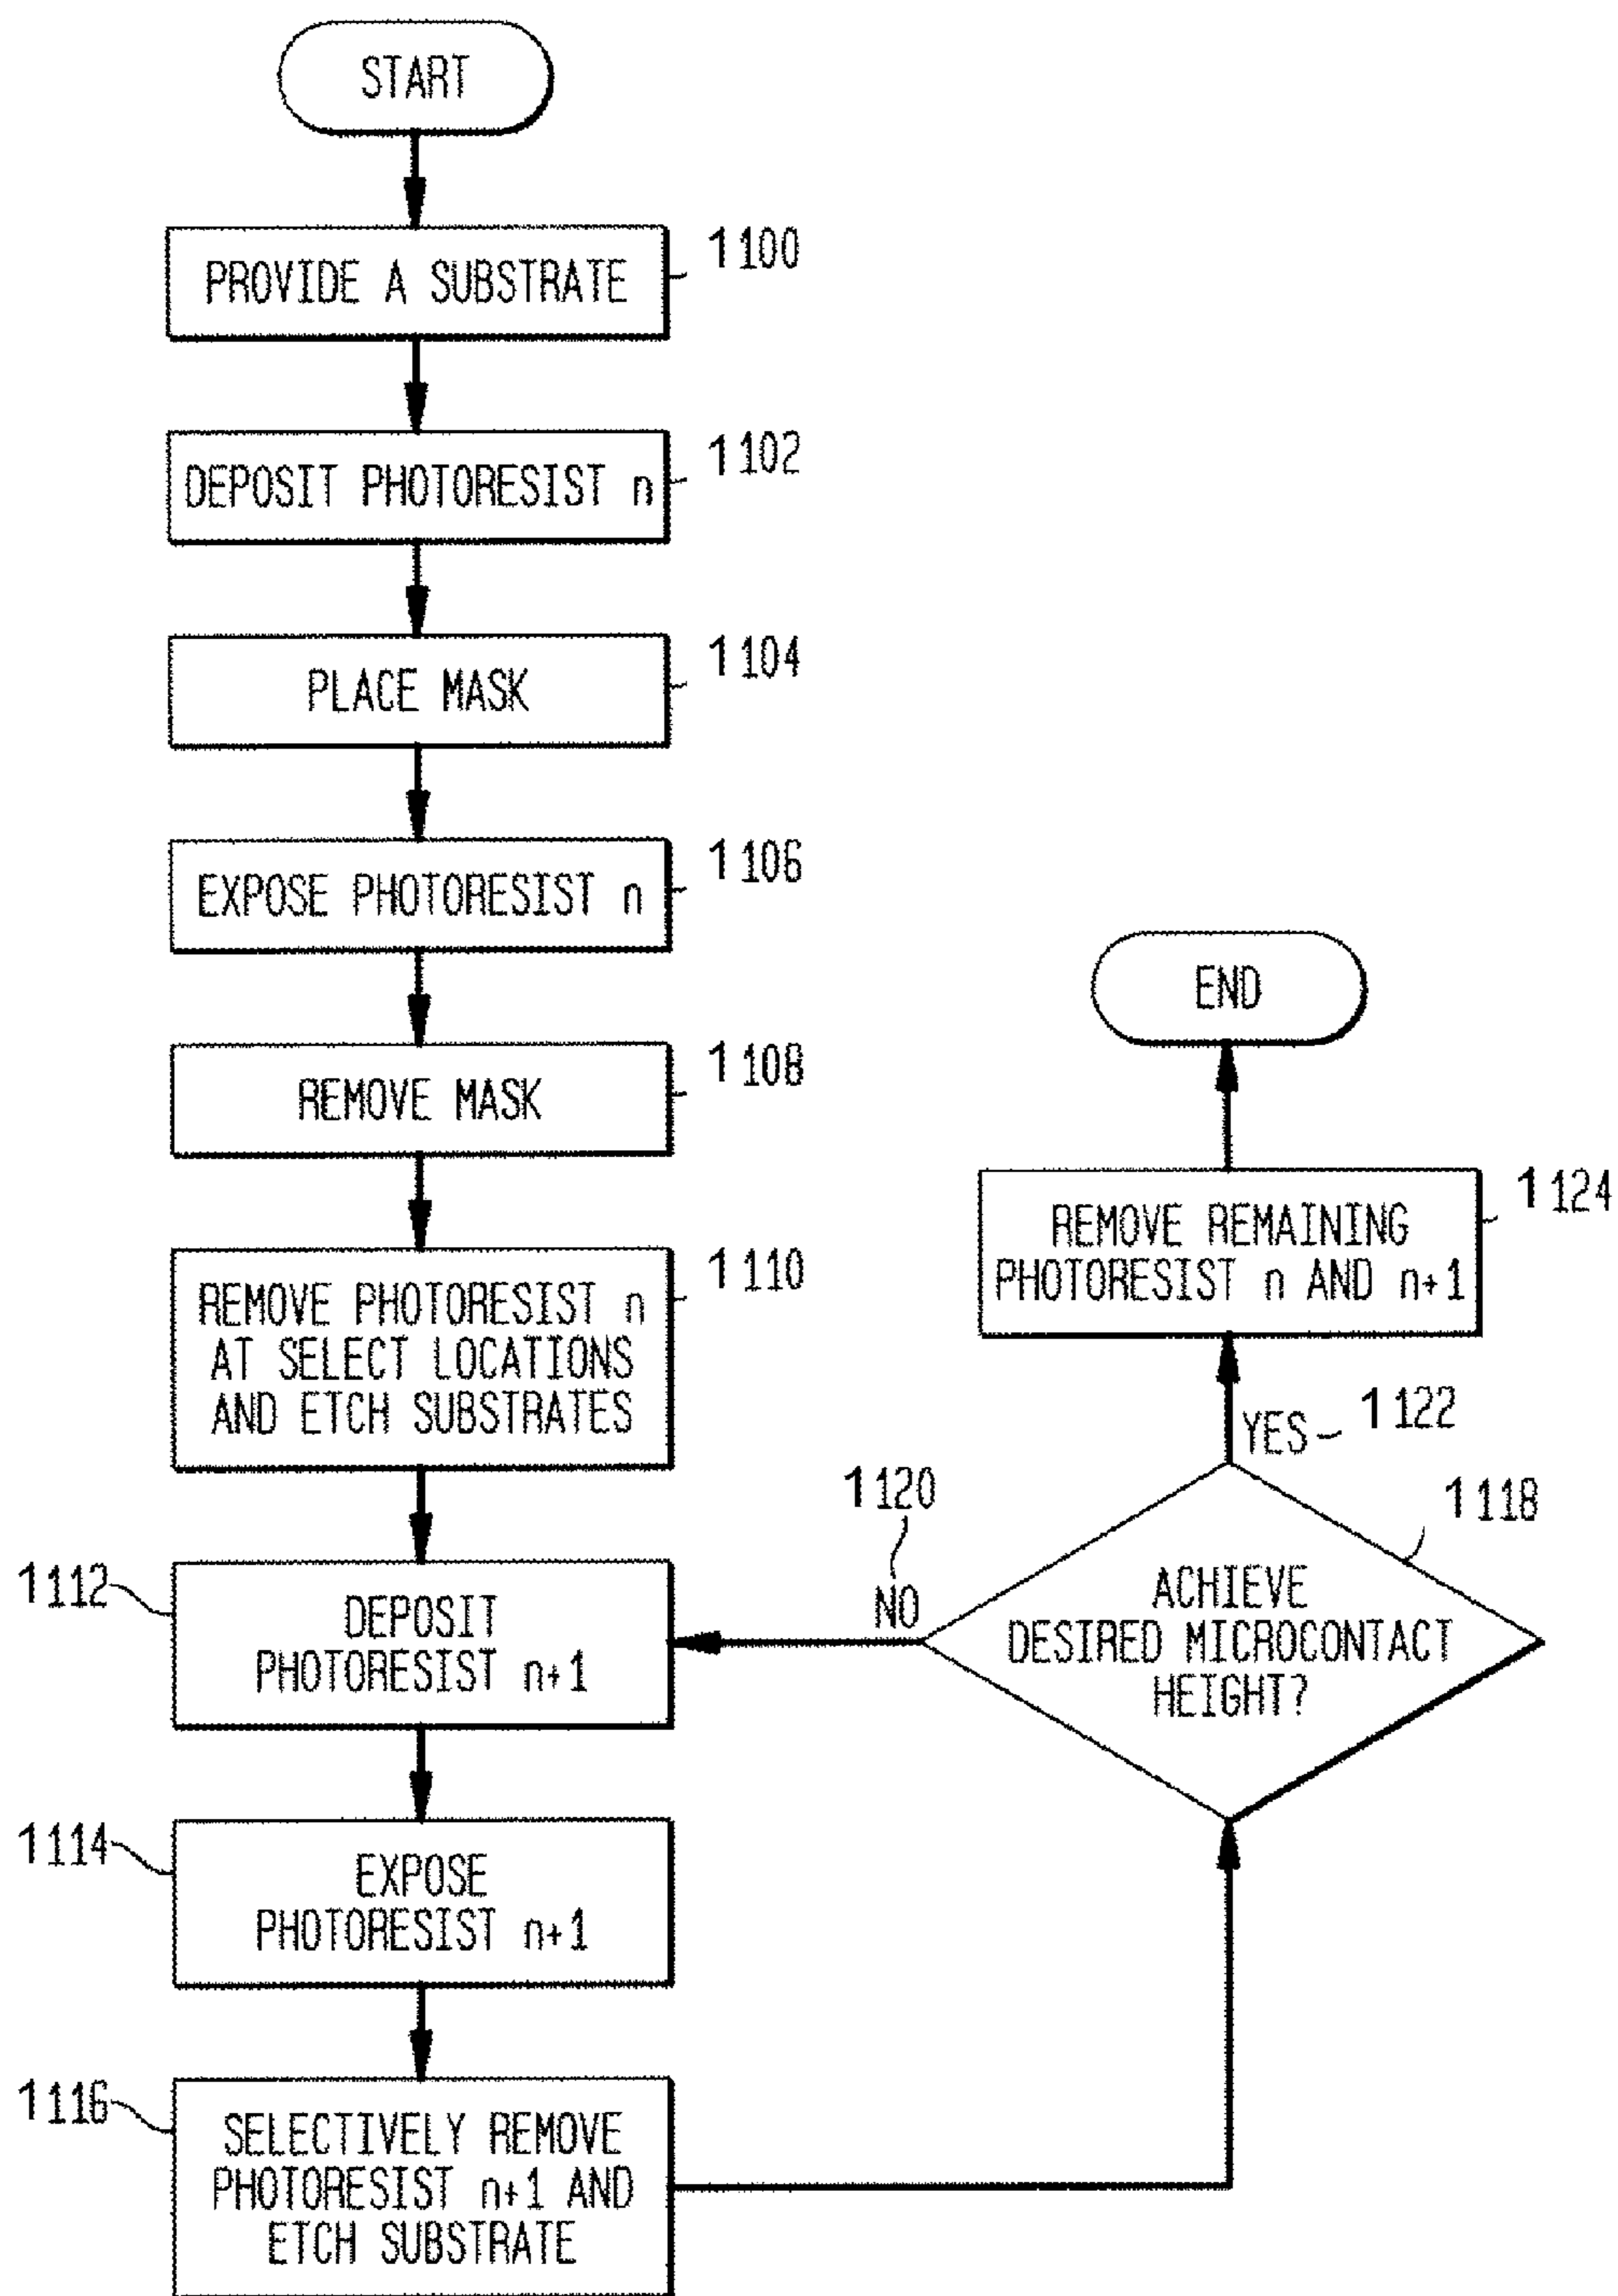 START
PROVIDE A SUBSTRATE
1100
DEPOSIT PHOTORESIST n
1102
PLACE MASK
1104
EXPOSE PHOTORESIST n
1106
REMOVE MASK
1108
REMOVE PHOTORESIST n
AT SELECT LOCATIONS
AND ETCH SUBSTRATES
1110
1112
DEPOSIT
PHOTORESIST n+1
1114
EXPOSE
PHOTORESIST n+1
1116
SELECTIVELY REMOVE
PHOTORESIST n+1 AND
ETCH SUBSTRATE
ACHIEVE
DESIRED MICROCONTACT
HEIGHT?
1118
1120
NO
YES
1122
REMOVE REMAINING
PHOTORESIST n AND n+1
1124
END